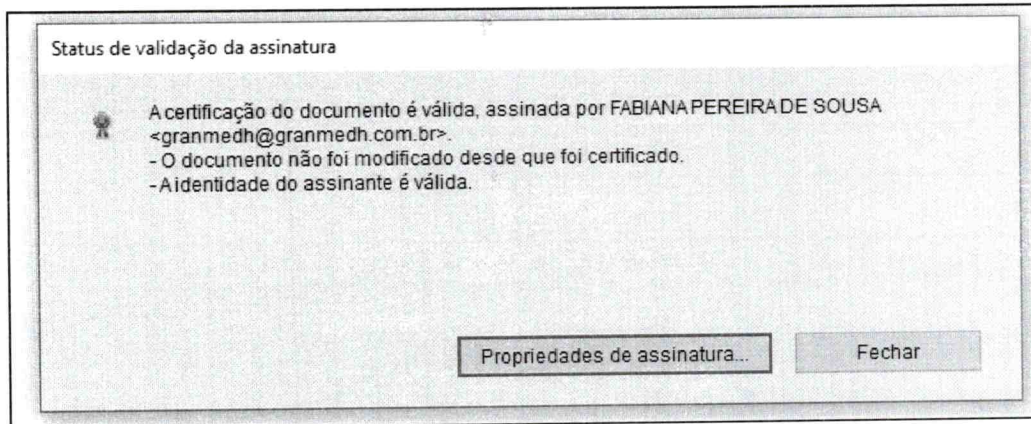 Status de validação da assinatura
A certificação do documento é válida, assinada por FABIANA PEREIRA DE SOUSA
<granmedh@granmedh.com.br>.
- O documento não foi modificado desde que foi certificado.
- A identidade do assinante é válida.
Propriedades de assinatura...
Fechar